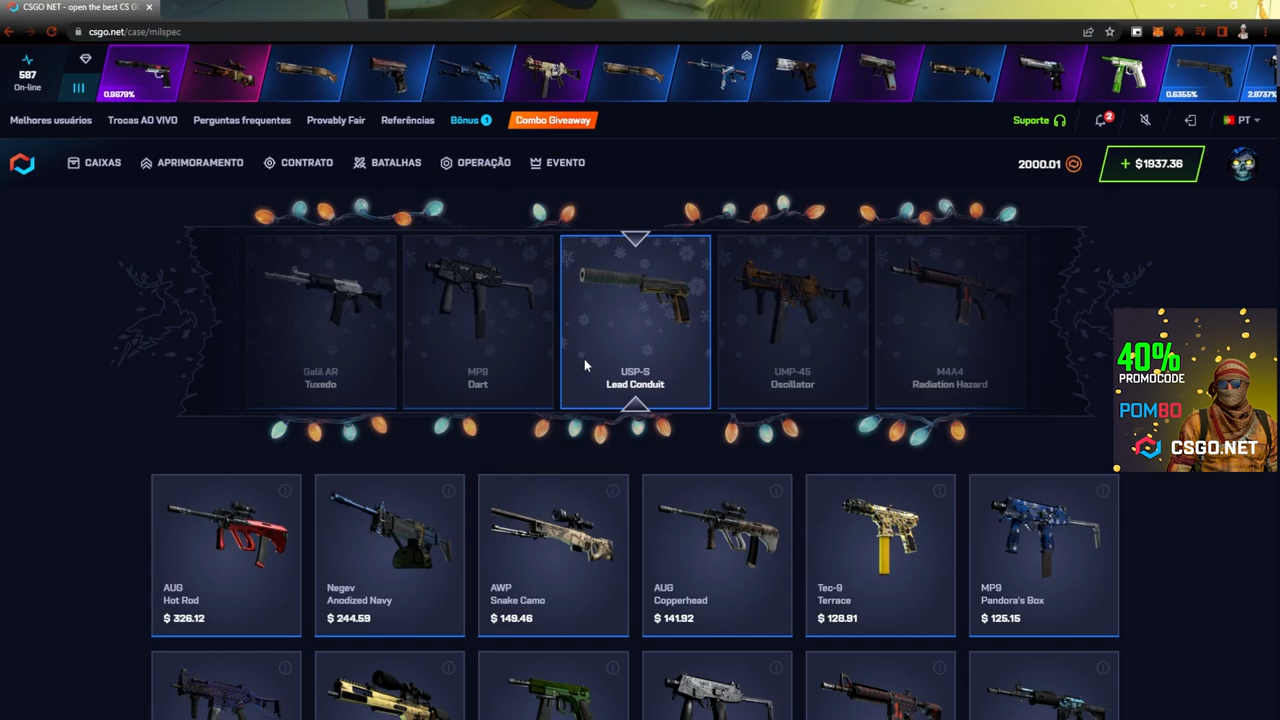 CSGO NET - open the best CS G
csgo.net/case/milspec
587
On-line
0.9679%
0.6355%
2.8737%
Melhores usuários
Trocas AO VIVO
Perguntas frequentes
Provably Fair
Referências
Bônus 1
Combo Giveaway
Suporte
2
PT
CAIXAS
APRIMORAMENTO
CONTRATO
BATALHAS
OPERAÇÃO
EVENTO
2000.01
+ $1937.36
Galil AR
Tuxedo
MP9
Dart
USP-S
Lead Conduit
UMP-45
Oscillator
M4A4
Radiation Hazard
40%
PROMOCODE
POM80
CSGO.NET
AUG
Hot Rod
$ 326.12
Negev
Anodized Navy
$ 244.59
AWP
Snake Camo
$ 149.46
AUG
Copperhead
$ 141.92
Tec-9
Terrace
$ 128.91
MP9
Pandora's Box
$ 125.15